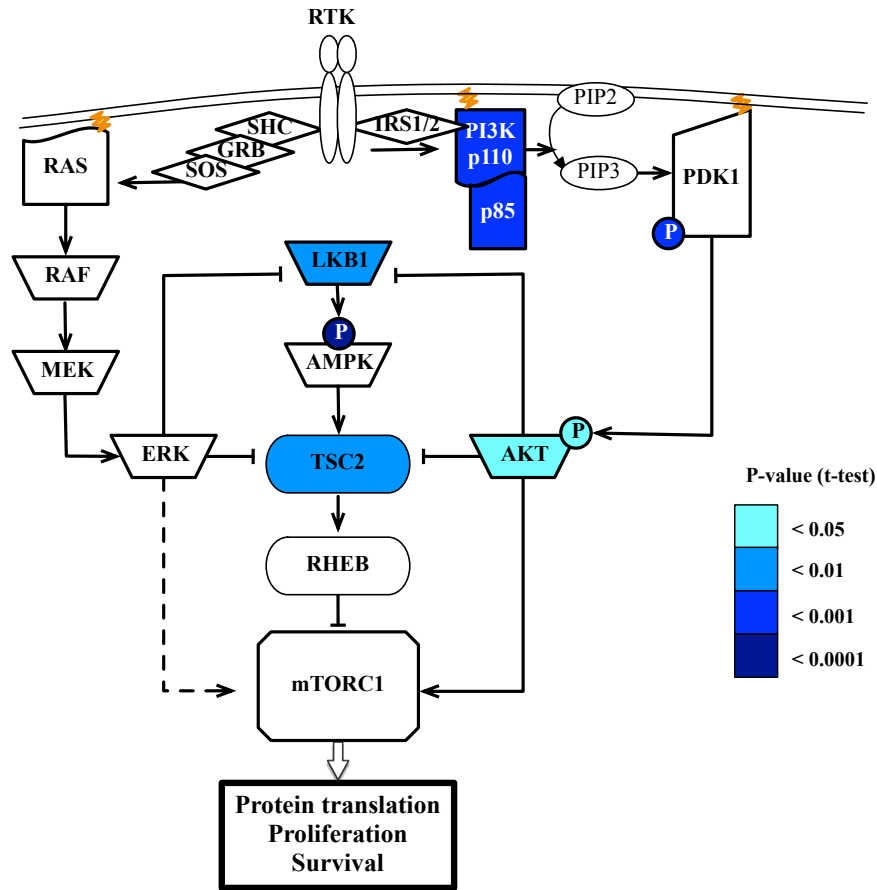 RTK
PIP2
SHC
IRS1/2
PI3K
p110
GRB
RAS
SOS
PIP3
PDK1
p85
P
LKB1
RAF
P
AMPK
MEK
P
ERK
TSC2
AKT
P-value (t-test)
< 0.05
< 0.01
< 0.001
< 0.0001
RHEB
mTORC1
Protein translation
Proliferation
Survival